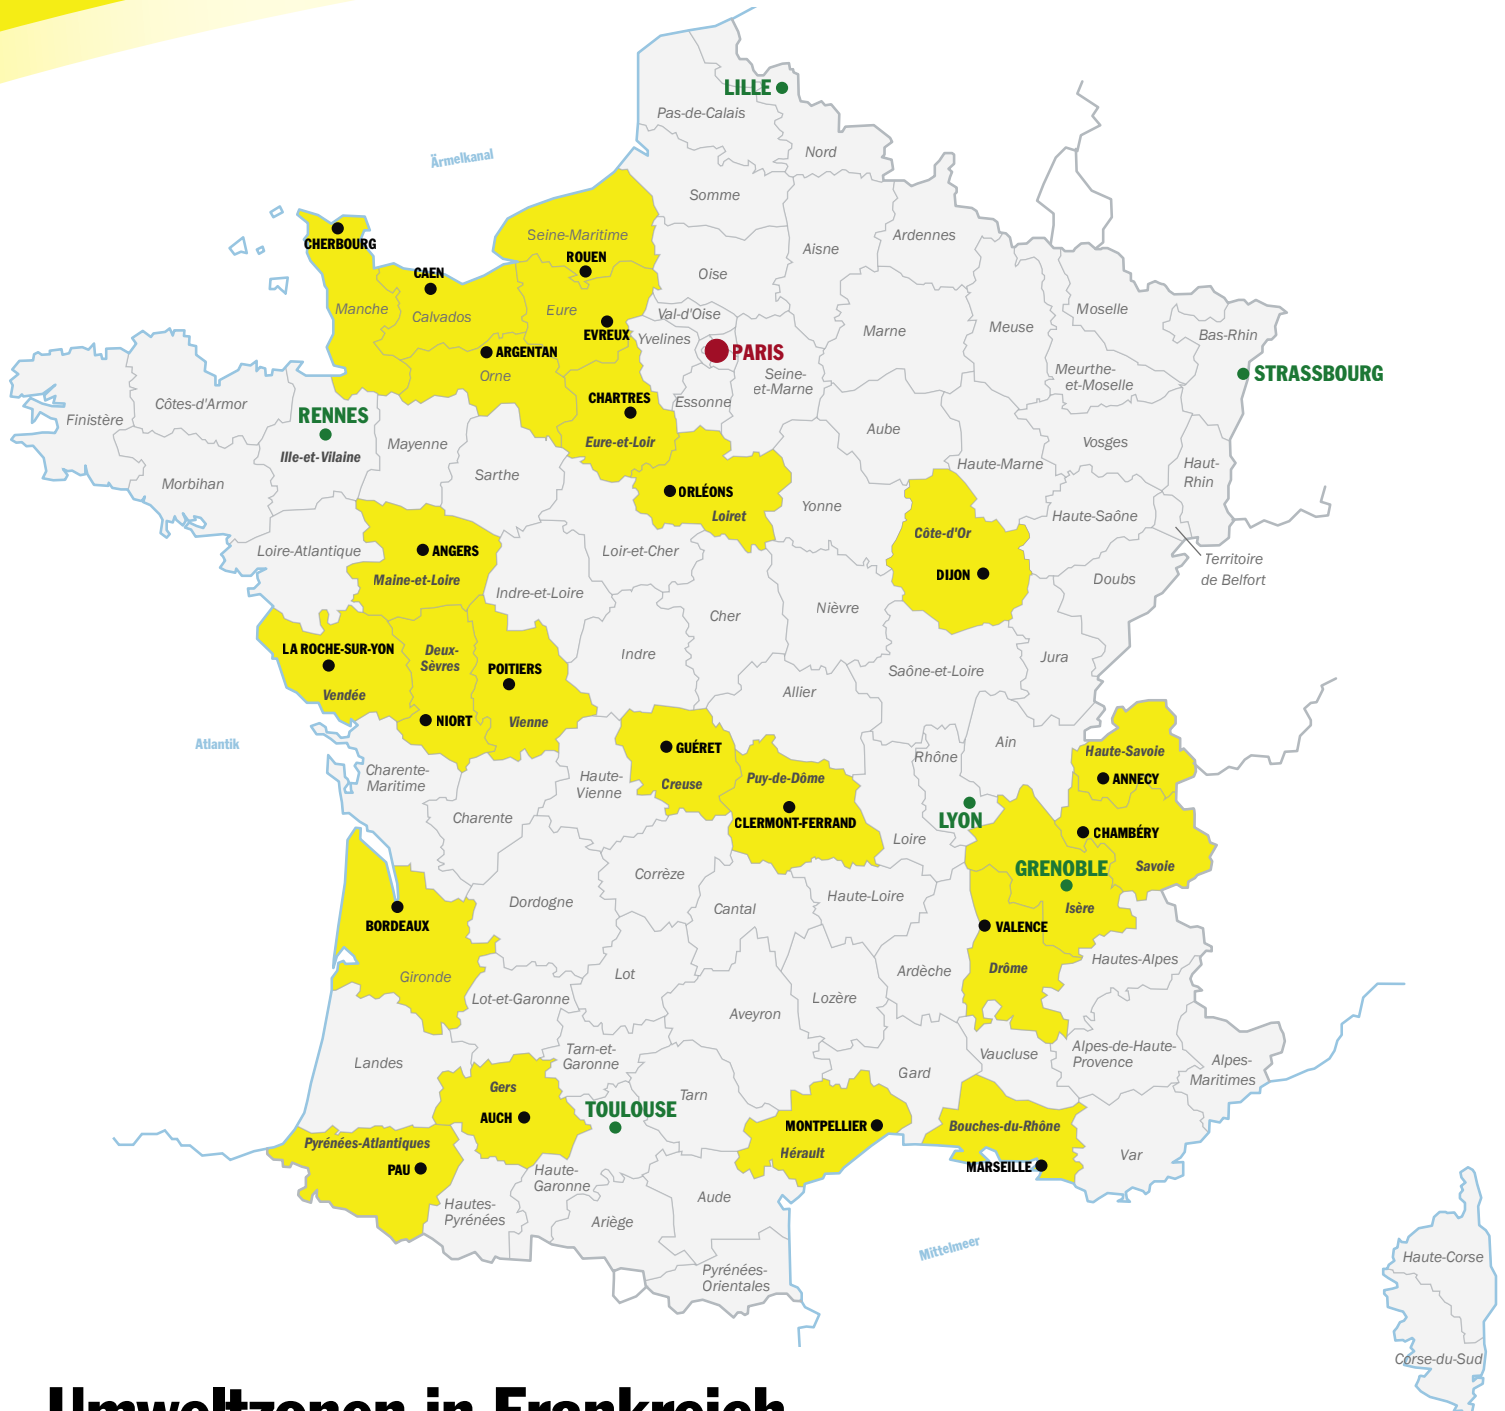 LILLE
Pas-de-Calais
Nord
Ärmelkanal
Somme
CHERBOURG
Seine-Maritime
ROUEN
Aisne
Ardennes
Oise
CAEN
Manche
Calvados
Eure
EVREUX
Val-d'Oise
Yvelines
PARIS
Marne
Meuse
Moselle
Bas-Rhin
ARGENTAN
Orne
Seine-
et-Marne
Meurthe-
et-Moselle
STRASSBOURG
Finistère
Côtes-d'Armor
RENNES
Ille-et-Vilaine
CHARTRES
Essonne
Eure-et-Loir
Mayenne
Aube
Vosges
Haute-Marne
Haut-
Rhin
Morbihan
Sarthe
ORLÉONS
Loiret
Yonne
Haute-Saône
Côte-d'Or
Loire-Atlantique
ANGERS
Loir-et-Cher
Territoire
de Belfort
Maine-et-Loire
DIJON
Doubs
Indre-et-Loire
Cher
Nièvre
LA ROCHE-SUR-YON
Deux-
Sèvres
POITIERS
Indre
Jura
Vendée
Saône-et-Loire
Allier
NIORT
Vienne
Atlantik
GUÉRET
Creuse
Ain
Rhône
Haute-Savoie
ANNECY
Charente-
Maritime
Haute-
Vienne
Puy-de-Dôme
CLERMONT-FERRAND
LYON
Charente
Loire
CHAMBÉRY
Savoie
GRENOBLE
Isère
Corrèze
Dordogne
Cantal
Haute-Loire
BORDEAUX
VALENCE
Gironde
Lot
Drôme
Hautes-Alpes
Lot-et-Garonne
Lozère
Ardèche
Aveyron
Landes
Tarn-et-
Garonne
Vaucluse
Alpes-de-Haute-
Provence
Alpes-
Maritimes
Gers
Gard
Tarn
AUCH
TOULOUSE
MONTPELLIER
Hérault
Bouches-du-Rhône
Pyrénées-Atlantiques
PAU
MARSEILLE
Var
Haute-
Garonne
Hautes-
Pyrénées
Aude
Ariège
Mittelmeer
Pyrénées-
Orientales
Haute-Corse
Corse-du-Sud
Umweltzonen in Frankreich